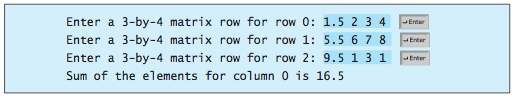 Enter a 3-by-4 matrix row for row 0: 1.5 2 3 4 ↵Enter
Enter a 3-by-4 matrix row for row 1: 5.5 6 7 8 ↵Enter
Enter a 3-by-4 matrix row for row 2: 9.5 1 3 1 ↵Enter
Sum of the elements for column 0 is 16.5